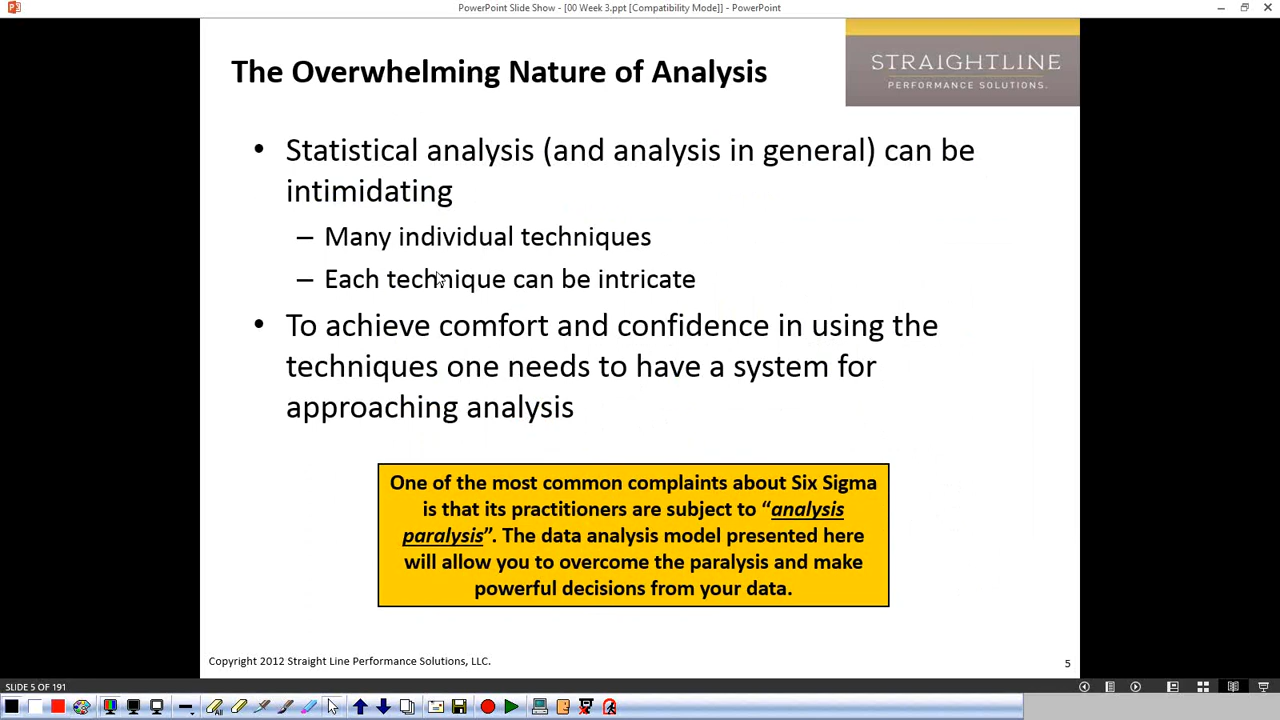 PowerPoint Slide Show - [00 Week 3.ppt [Compatibility Mode]] - PowerPoint
The Overwhelming Nature of Analysis
STRAIGHTLINE
PERFORMANCE SOLUTIONS.
• Statistical analysis (and analysis in general) can be
intimidating
– Many individual techniques
– Each technique can be intricate
• To achieve comfort and confidence in using the
techniques one needs to have a system for
approaching analysis
One of the most common complaints about Six Sigma
is that its practitioners are subject to “analysis
paralysis”. The data analysis model presented here
will allow you to overcome the paralysis and make
powerful decisions from your data.
Copyright 2012 Straight Line Performance Solutions, LLC.
5
SLIDE 5 OF 191